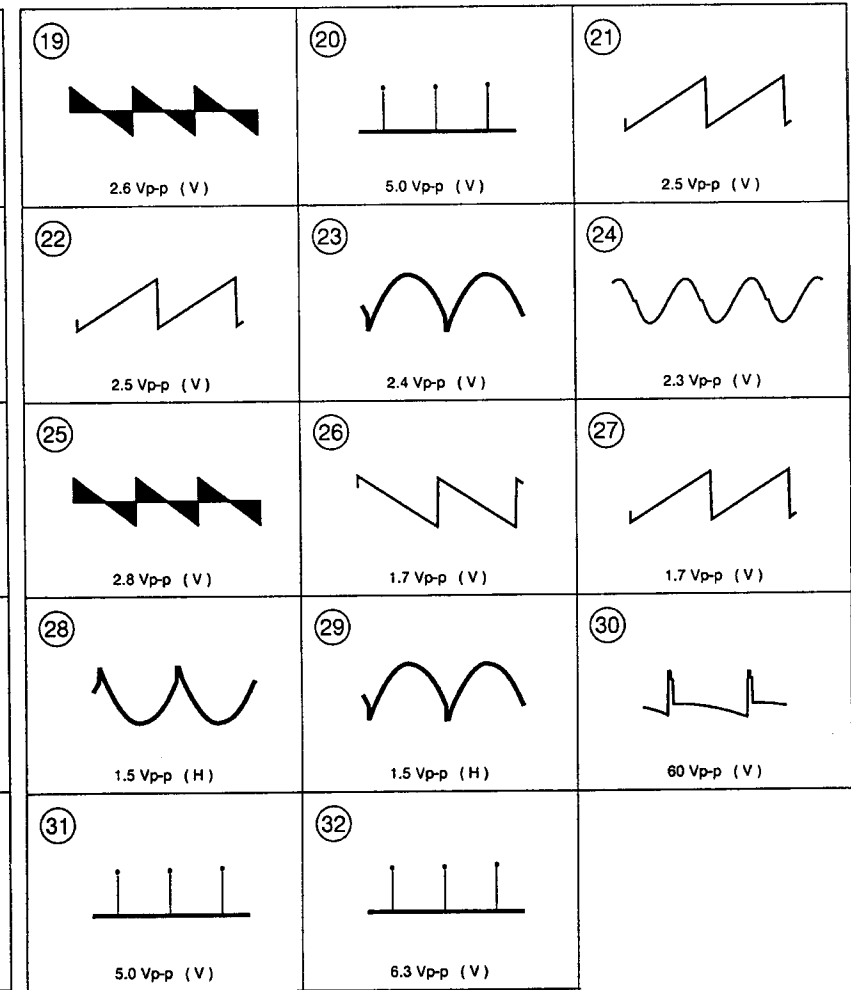 19 20 21
2.6 Vp-p ( V ) 5.0 Vp-p ( V ) 2.5 Vp-p ( V )
22 23 24
2.5 Vp-p ( V ) 2.4 Vp-p ( V ) 2.3 Vp-p ( V )
25 26 27
2.8 Vp-p ( V ) 1.7 Vp-p ( V ) 1.7 Vp-p ( V )
28 29 30
1.5 Vp-p ( H ) 1.5 Vp-p ( H ) 60 Vp-p ( V )
31 32
5.0 Vp-p ( V ) 6.3 Vp-p ( V )